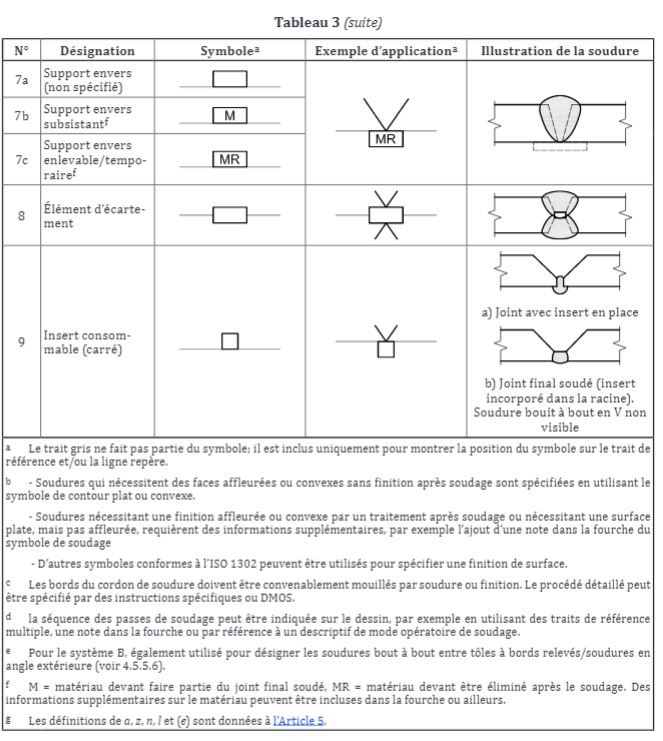 Tableau 3 (suite)
N° Désignation Symboleᵃ Exemple d'applicationᵃ Illustration de la soudure
7a Support envers
(non spécifié)
7b Support envers
subsistantᶠ
M
7c Support envers
enlevable/tempo-
raireᶠ
MR
MR
8 Élément d'écarte-
ment
9 Insert consom-
mable (carré)
a) Joint avec insert en place
b) Joint final soudé (insert
incorporé dans la racine).
Soudure bouit à bout en V non
visible
a Le trait gris ne fait pas partie du symbole; il est inclus uniquement pour montrer la position du symbole sur le trait de
référence et/ou la ligne repère.
b - Soudures qui nécessitent des faces affleurées ou convexes sans finition après soudage sont spécifiées en utilisant le
symbole de contour plat ou convexe.
- Soudures nécessitant une finition affleurée ou convexe par un traitement après soudage ou nécessitant une surface
plate, mais pas affleurée, requièrent des informations supplémentaires, par exemple l'ajout d'une note dans la fourche du
symbole de soudage
- D'autres symboles conformes à l'ISO 1302 peuvent être utilisés pour spécifier une finition de surface.
c Les bords du cordon de soudure doivent être convenablement mouillés par soudure ou finition. Le procédé détaillé peut
être spécifié par des instructions spécifiques ou DMOS.
d la séquence des passes de soudage peut être indiquée sur le dessin, par exemple en utilisant des traits de référence
multiple, une note dans la fourche ou par référence à un descriptif de mode opératoire de soudage.
e Pour le système B, également utilisé pour désigner les soudures bout à bout entre tôles à bords relevés/soudures en
angle extérieure (voir 4.5.5.6).
f M = matériau devant faire partie du joint final soudé, MR = matériau devant être éliminé après le soudage. Des
informations supplémentaires sur le matériau peuvent être incluses dans la fourche ou ailleurs.
g Les définitions de a, z, n, l et (e) sont données à l'Article 5.